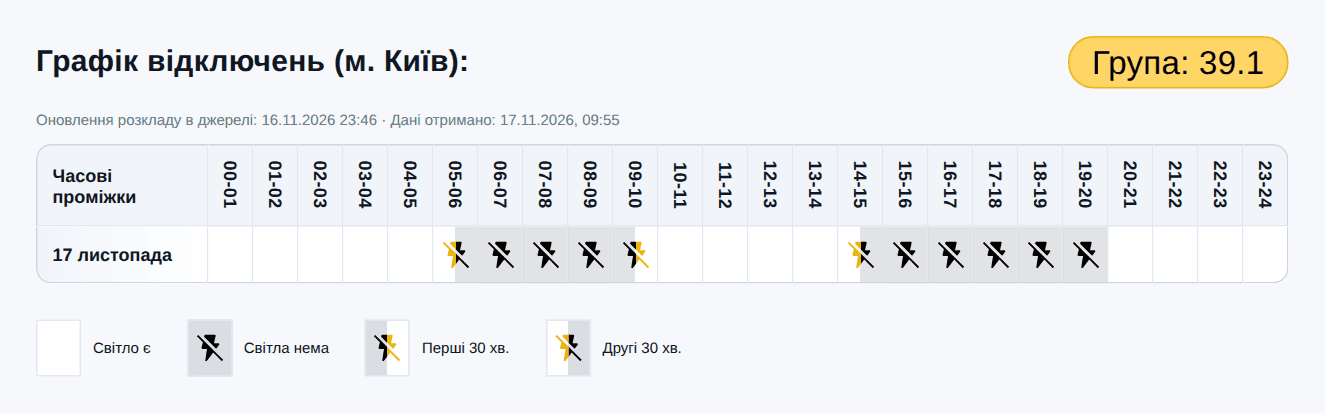 Графік відключень (м. Київ):
Група: 39.1
Оновлення розкладу в джерелі: 16.11.2026 23:46 · Дані отримано: 17.11.2026, 09:55
Часові
проміжки
00-01
01-02
02-03
03-04
04-05
05-06
06-07
07-08
08-09
09-10
10-11
11-12
12-13
13-14
14-15
15-16
16-17
17-18
18-19
19-20
20-21
21-22
22-23
23-24
17 листопада
Світло є
Світла нема
Перші 30 хв.
Другі 30 хв.